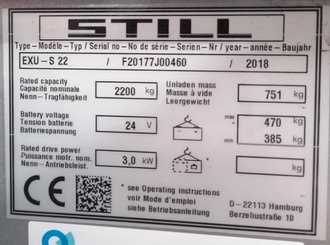 STILL
Type-Modèle-Typ / Serial no-No de série-Serien-Nr / year-année-Baujahr
EXU-S 22 / F20177J00460 / 2018
Rated capacity
Capacité nominale 2200 kg
Nenn-Tragfähigkeit
Unladen mass
Masse à vide 751 kg
Leergewicht
Battery voltage
Tension batteries 24 V
Batteriespannung
max 470 kg
min 385 kg
Rated drive power
Puissance motr. nom. 3,0 kW
Nenn-Antriebsleist.
CE
see Operating instructions
voir Mode d'emploi
siehe Betriebsanleitung
D-22113 Hamburg
Berzeliusstraße 10